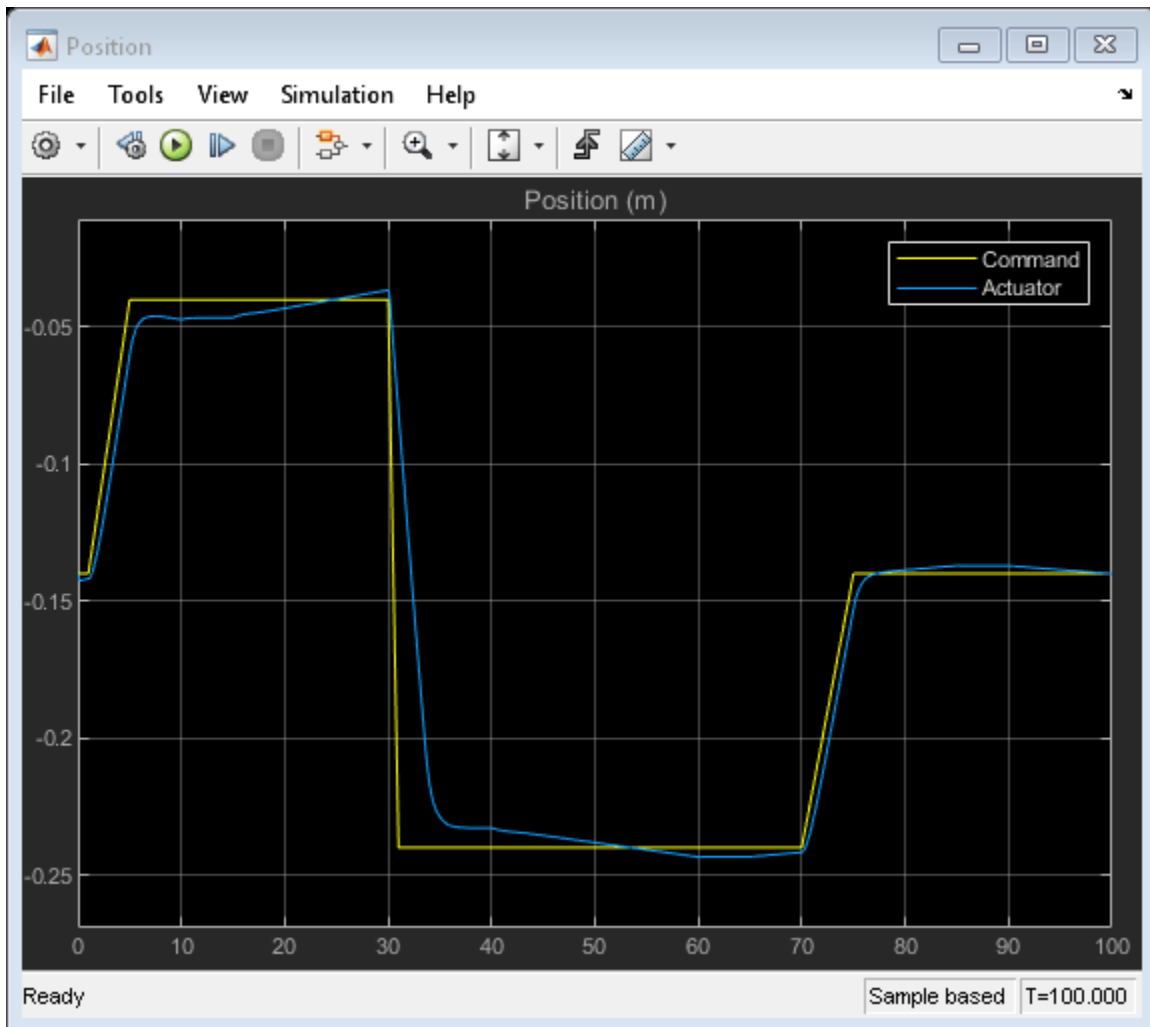 Position
File Tools View Simulation Help
Position (m)
Command
Actuator
-0.05
-0.1
-0.15
-0.2
-0.25
0 10 20 30 40 50 60 70 80 90 100
Ready Sample based T=100.000